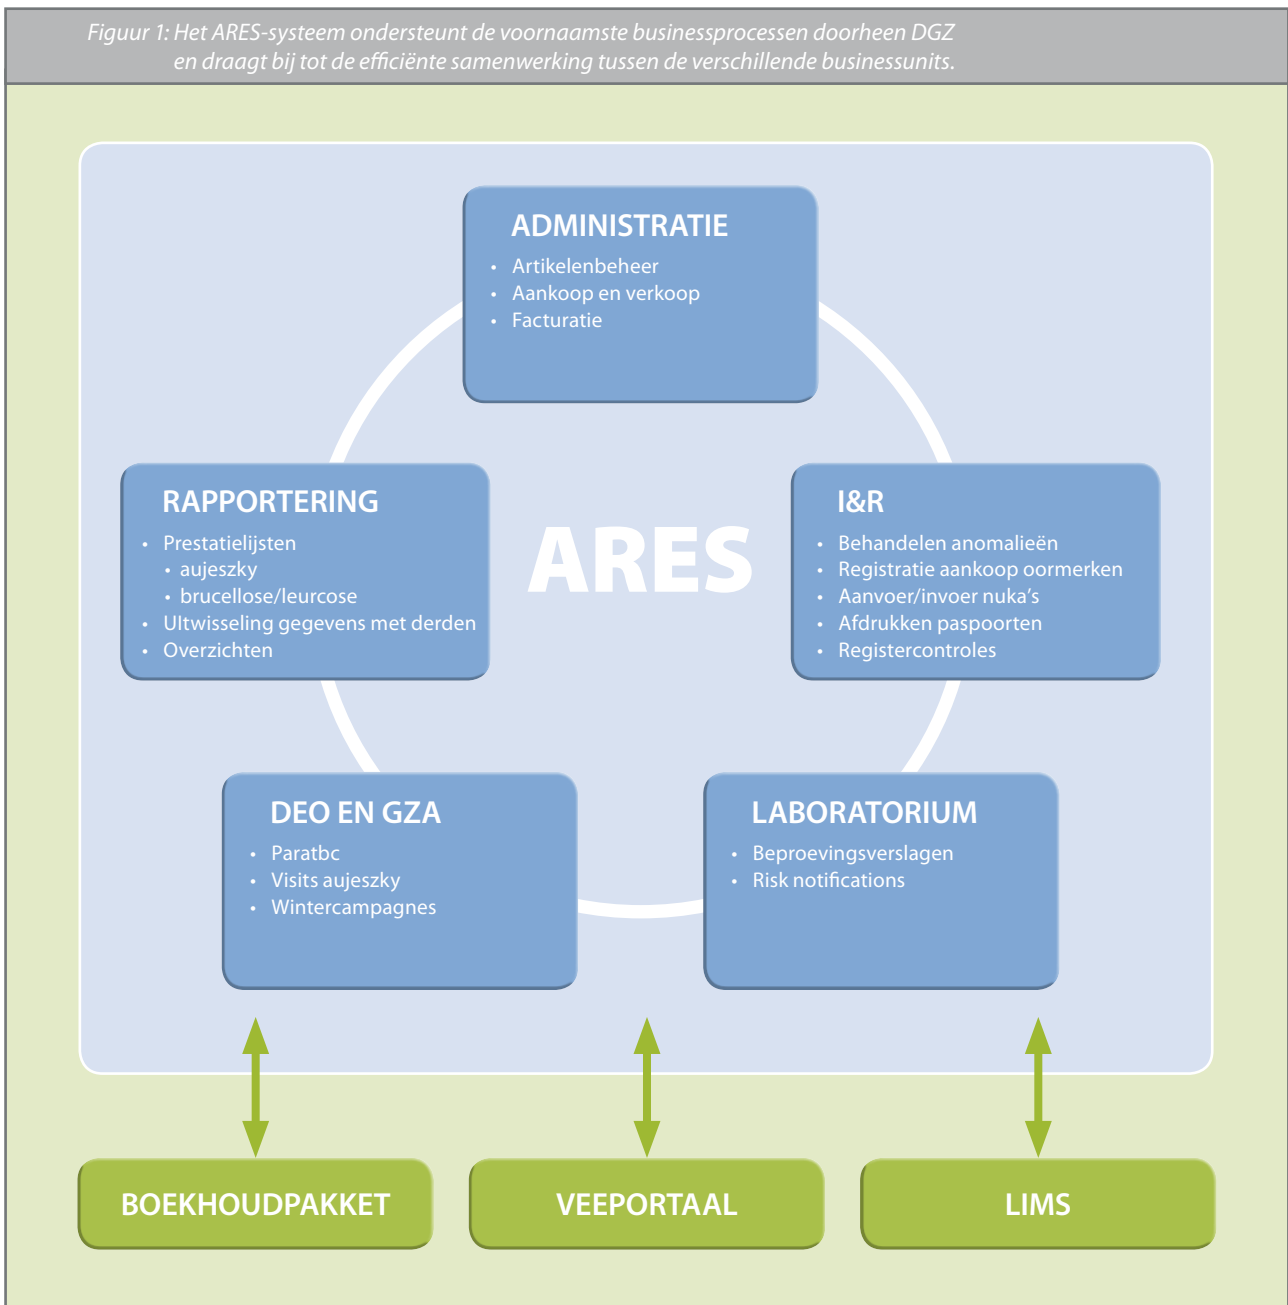 Figuur 1: Het ARES-systeem ondersteunt de voornaamste businessprocessen doorheen DGZ
en draagt bij tot de efficiënte samenwerking tussen de verschillende businessunits.
ADMINISTRATIE
• Artikelenbeheer
• Aankoop en verkoop
• Facturatie
RAPPORTERING
• Prestatielijsten
• aujeszky
• brucellose/leurcose
• UItwisseling gegevens met derden
• Overzichten
ARES
I&R
• Behandelen anomalieën
• Registratie aankoop oormerken
• Aanvoer/invoer nuka's
• Afdrukken paspoorten
• Registercontroles
DEO EN GZA
• Paratbc
• Visits aujeszky
• Wintercampagnes
LABORATORIUM
• Beproevingsverslagen
• Risk notifications
BOEKHOUDPAKKET
VEEPORTAAL
LIMS